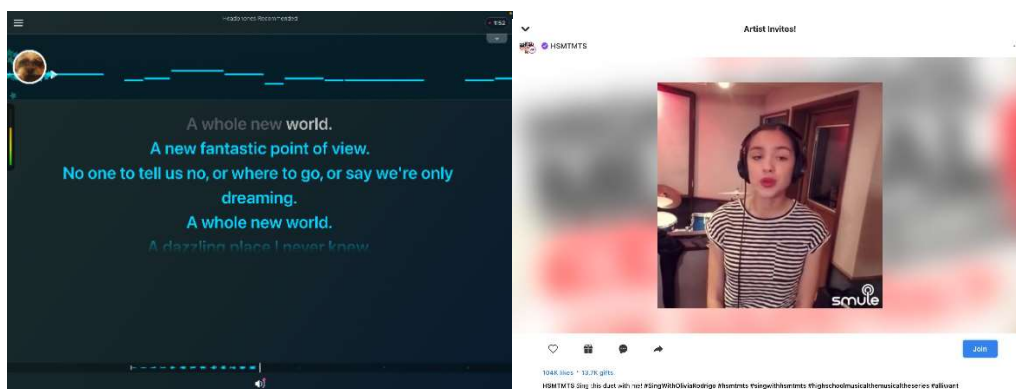 Headphones Recommended
A whole new world.
A new fantastic point of view.
No one to tell us no, or where to go, or say we're only
dreaming.
A whole new world.
A dazzling place I never knew
Artist Invites!
HSMTMTS
smule
Join
104K likes • 13.7K gifts
HSMTMTS Sing this duet with me! #SingWithOliviaRodrigo #hsmtmts #singwithhsmtmts #highschoolmusicalthemusicaltheseries #alliwant